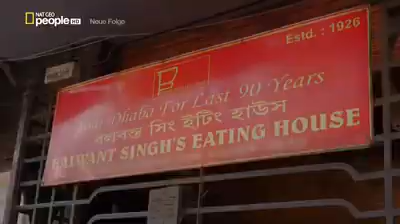 NAT GEO
people HD
Neue Folge
Estd. : 1926
Dhaba For Last 90 Years
বলবন্ত সিং ইটিং হাউস
BALWANT SINGH'S EATING HOUSE